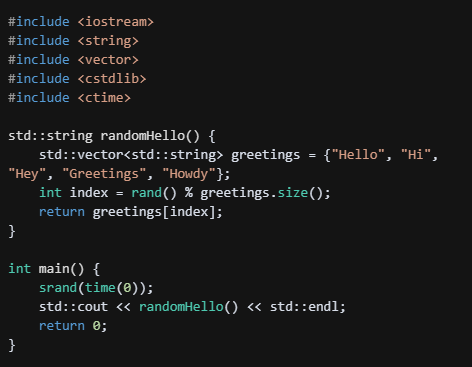 #include <iostream>
#include <string>
#include <vector>
#include <cstdlib>
#include <ctime>

std::string randomHello() {
    std::vector<std::string> greetings = {"Hello", "Hi",
"Hey", "Greetings", "Howdy"};
    int index = rand() % greetings.size();
    return greetings[index];
}

int main() {
    srand(time(0));
    std::cout << randomHello() << std::endl;
    return 0;
}